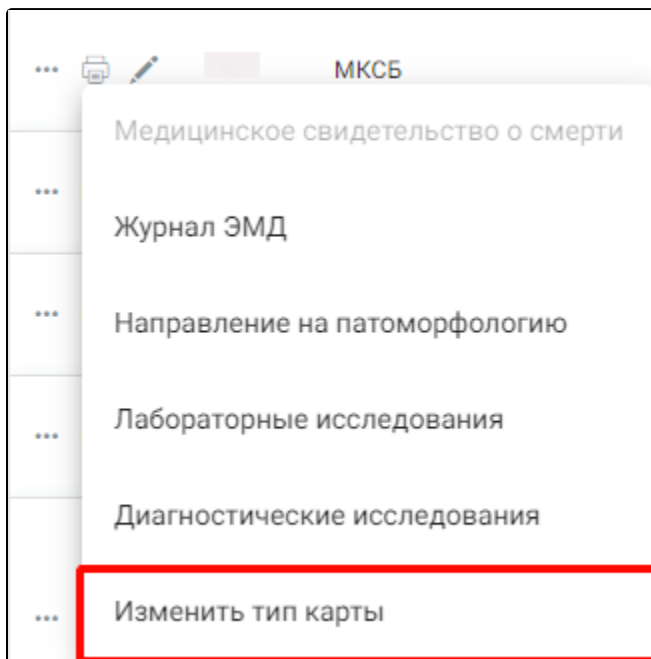 МКСБ
Медицинское свидетельство о смерти
Журнал ЭМД
Направление на патоморфологию
Лабораторные исследования
Диагностические исследования
Изменить тип карты